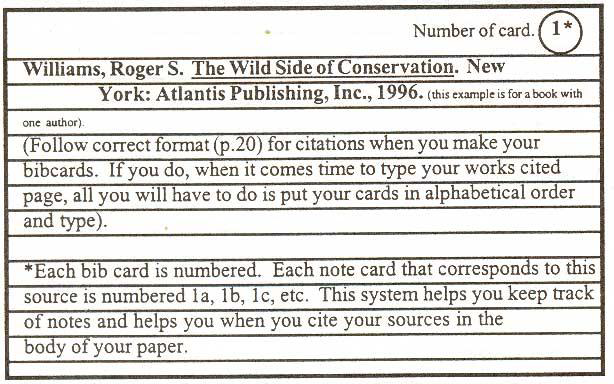 Number of card. 1*
Williams, Roger S. The Wild Side of Conservation. New
York: Atlantis Publishing, Inc., 1996. (this example is for a book with
one author).
(Follow correct format (p.20) for citations when you make your
bibcards. If you do, when it comes time to type your works cited
page, all you will have to do is put your cards in alphabetical order
and type).
*Each bib card is numbered. Each note card that corresponds to this
source is numbered 1a, 1b, 1c, etc. This system helps you keep track
of notes and helps you when you cite your sources in the
body of your paper.